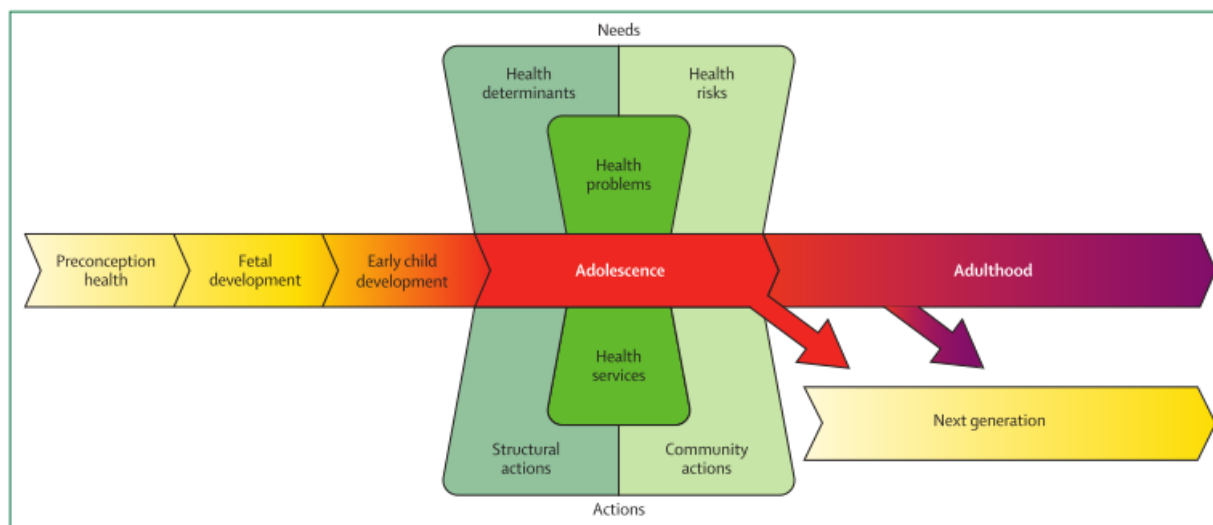 Needs
Health
determinants
Health
risks
Health
problems
Preconception
health
Fetal
development
Early child
development
Adolescence
Adulthood
Health
services
Next generation
Structural
actions
Community
actions
Actions